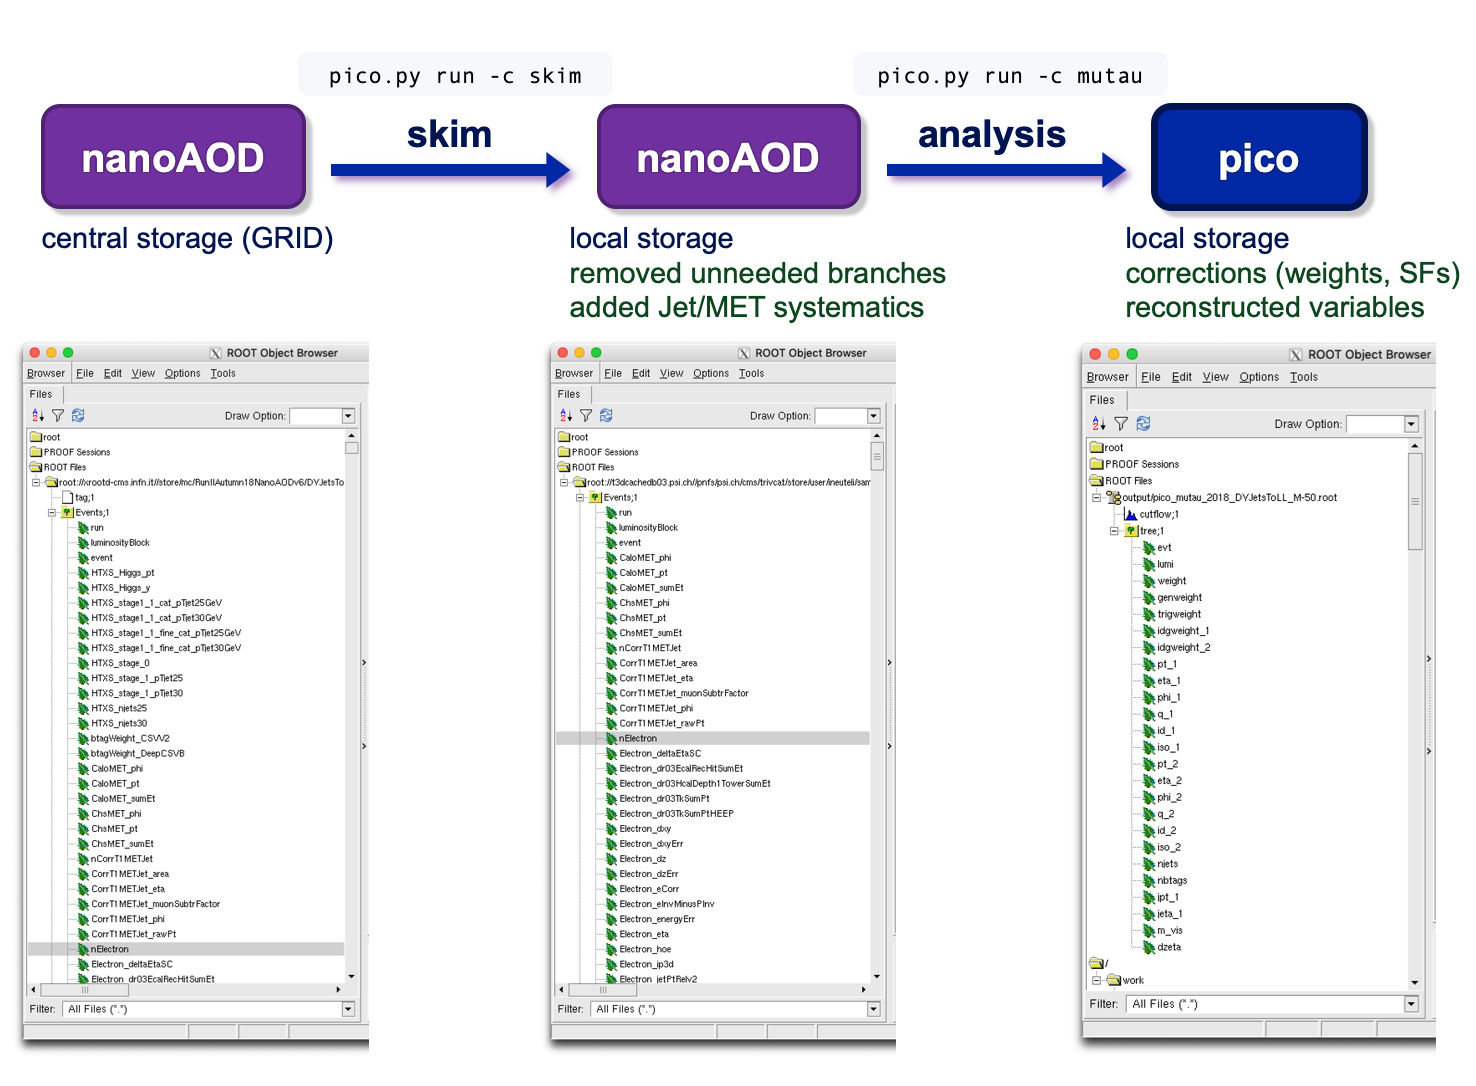 pico.py run -c skim
pico.py run -c mutau
nanoAOD
skim
nanoAOD
analysis
pico
central storage (GRID)
local storage
removed unneeded branches
added Jet/MET systematics
local storage
corrections (weights, SFs)
reconstructed variables
ROOT Object Browser
Browser File Edit View Options Tools
Files
Draw Option:
root
PROOF Sessions
ROOT Files
root://xrootd-cms.infn.it//store/mc/RunIIAutumn18NanoAODv6/DYJetsTo
tag;1
Events;1
run
luminosityBlock
event
HTXS_Higgs_pt
HTXS_Higgs_y
HTXS_stage1_1_cat_pTjet25GeV
HTXS_stage1_1_cat_pTjet30GeV
HTXS_stage1_1_fine_cat_pTjet25GeV
HTXS_stage1_1_fine_cat_pTjet30GeV
HTXS_stage_0
HTXS_stage_1_pTjet25
HTXS_stage_1_pTjet30
HTXS_njets25
HTXS_njets30
btagWeight_CSVV2
btagWeight_DeepCSVB
CaloMET_phi
CaloMET_pt
CaloMET_sumEt
ChsMET_phi
ChsMET_pt
ChsMET_sumEt
nCorrT1METJet
CorrT1METJet_area
CorrT1METJet_eta
CorrT1METJet_muonSubtrFactor
CorrT1METJet_phi
CorrT1METJet_rawPt
nElectron
Electron_deltaEtaSC
Electron_dr03EcalRecHitSumEt
Filter: All Files (*.*)
ROOT Object Browser
Browser File Edit View Options Tools
Files
Draw Option:
root
PROOF Sessions
ROOT Files
root://t3dcachedb03.psi.ch//pnfs/psi.ch/cms/trivcat/store/user/ineuteli/sam
Events;1
run
luminosityBlock
event
CaloMET_phi
CaloMET_pt
CaloMET_sumEt
ChsMET_phi
ChsMET_pt
ChsMET_sumEt
nCorrT1METJet
CorrT1METJet_area
CorrT1METJet_eta
CorrT1METJet_muonSubtrFactor
CorrT1METJet_phi
CorrT1METJet_rawPt
nElectron
Electron_deltaEtaSC
Electron_dr03EcalRecHitSumEt
Electron_dr03HcalDepth1TowerSumEt
Electron_dr03TkSumPt
Electron_dr03TkSumPtHEEP
Electron_dxy
Electron_dxyErr
Electron_dz
Electron_dzErr
Electron_eCorr
Electron_eInvMinusPInv
Electron_energyErr
Electron_eta
Electron_hoe
Electron_ip3d
Electron_jetPtRelv2
Filter: All Files (*.*)
ROOT Object Browser
Browser File Edit View Options Tools
Files
Draw Option:
root
PROOF Sessions
ROOT Files
output/pico_mutau_2018_DYJetsToLL_M-50.root
cutflow;1
tree;1
evt
lumi
weight
genweight
trigweight
idgweight_1
idgweight_2
pt_1
eta_1
phi_1
q_1
id_1
iso_1
pt_2
eta_2
phi_2
q_2
id_2
iso_2
njets
nbtags
jpt_1
jeta_1
m_vis
dzeta
/
work
Filter: All Files (*.*)